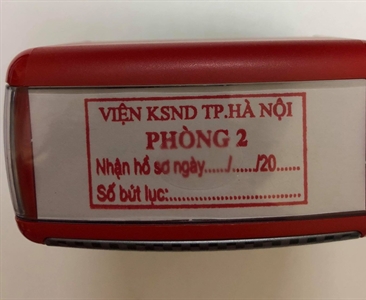 VIỆN KSND TP.HÀ NỘI
PHÒNG 2
Nhận hồ sơ ngày....../....../20......
Số bút lục:..............................